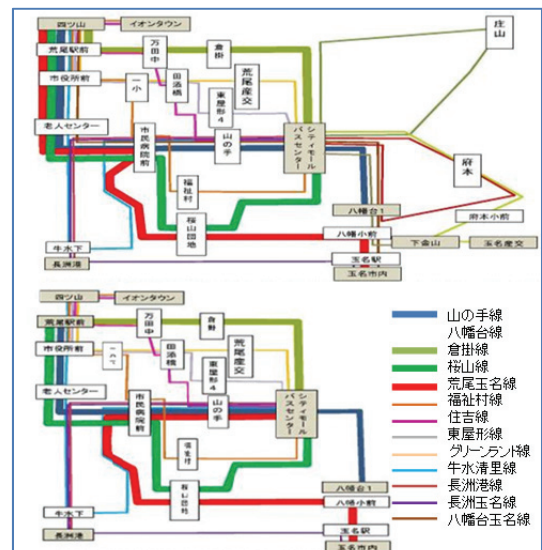 四ツ山
イオンタウン
荒尾駅前
万田中
倉掛
庄山
市役所前
一小
田添橋
荒尾産交
東屋形4
老人センター
市民病院前
山の手
シティモールバスセンター
府本
福祉村
桜山団地
八幡台1
府本小前
八幡小前
下金山
玉名産交
牛水下
長洲港
玉名駅
玉名市内
四ツ山
イオンタウン
荒尾駅前
万田中
倉
市役所前
田添橋
荒尾産交
東屋形4
老人センター
市民病院前
山の手
シティモールバスセンター
福祉村
八幡台1
八幡小前
牛水下
長洲港
玉名駅
玉名市内
山の手線
八幡台線
倉掛線
桜山線
荒尾玉名線
福祉村線
住吉線
東屋形線
グリーンランド線
牛水清里線
長洲港線
長洲玉名線
八幡台玉名線